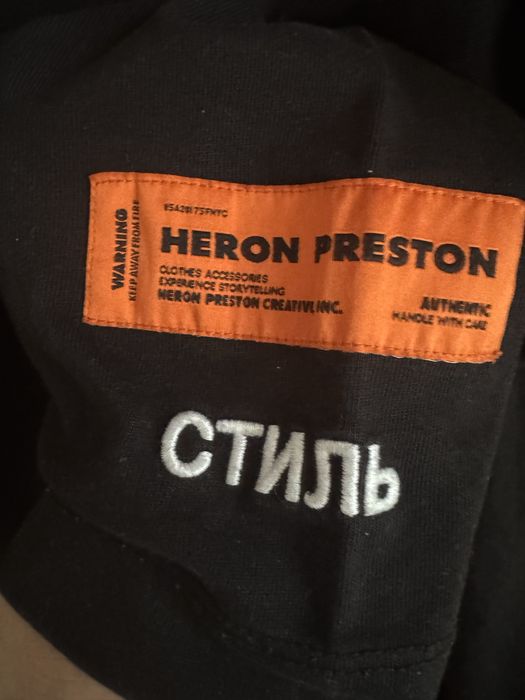 HERON PRESTON
CLOTHES ACCESSORIES
EXPERIENCE STORYTELLING
HERON PRESTON CREATIVE INC.
AUTHENTIC
HANDLE WITH CARE
WARNING
KEEP AWAY FROM FIRE
СТИЛЬ